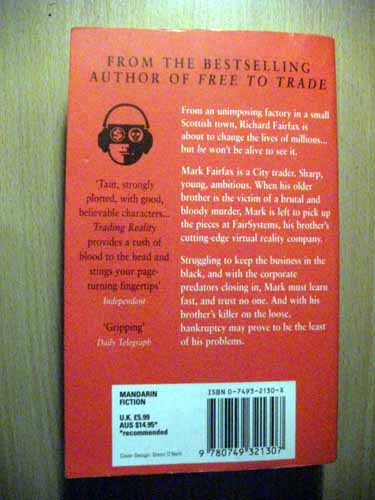 FROM THE BESTSELLING
AUTHOR OF FREE TO TRADE
From an unimposing factory in a small
Scottish town, Richard Fairfax is
about to change the lives of millions...
but he won't be alive to see it.
Mark Fairfax is a City trader. Sharp,
young, ambitious. When his older
brother is the victim of a brutal and
bloody murder, Mark is left to pick up
the pieces at FairSystems, his brother's
cutting-edge virtual reality company.
Struggling to keep the business in the
black, and with the corporate
predators closing in, Mark must learn
fast, and trust no one. And with his
brother's killer on the loose,
bankruptcy may prove to be the least
of his problems.
'Taut, strongly
plotted, with good,
believable characters...
Trading Reality
provides a rush of
blood to the head and
stings your page-
turning fingertips'
Independent
'Gripping'
Daily Telegraph
MANDARIN
FICTION
U.K. £5.99
AUS $14.95*
*recommended
Cover Design: Green O'Neill
ISBN 0-7493-2130-X
9 780749 321307